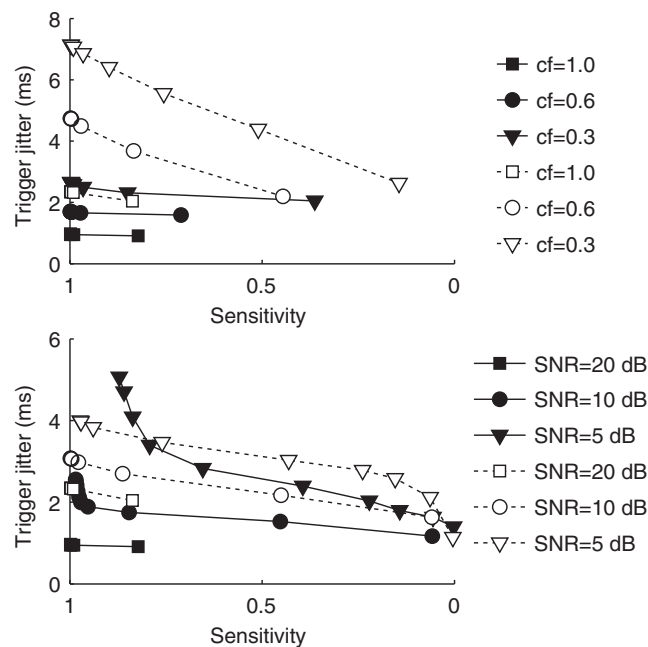 8
6
4
2
0
Trigger jitter (ms)
1
0.5
0
Sensitivity
cf=1.0
cf=0.6
cf=0.3
cf=1.0
cf=0.6
cf=0.3
6
4
2
0
Trigger jitter (ms)
1
0.5
0
Sensitivity
SNR=20 dB
SNR=10 dB
SNR=5 dB
SNR=20 dB
SNR=10 dB
SNR=5 dB